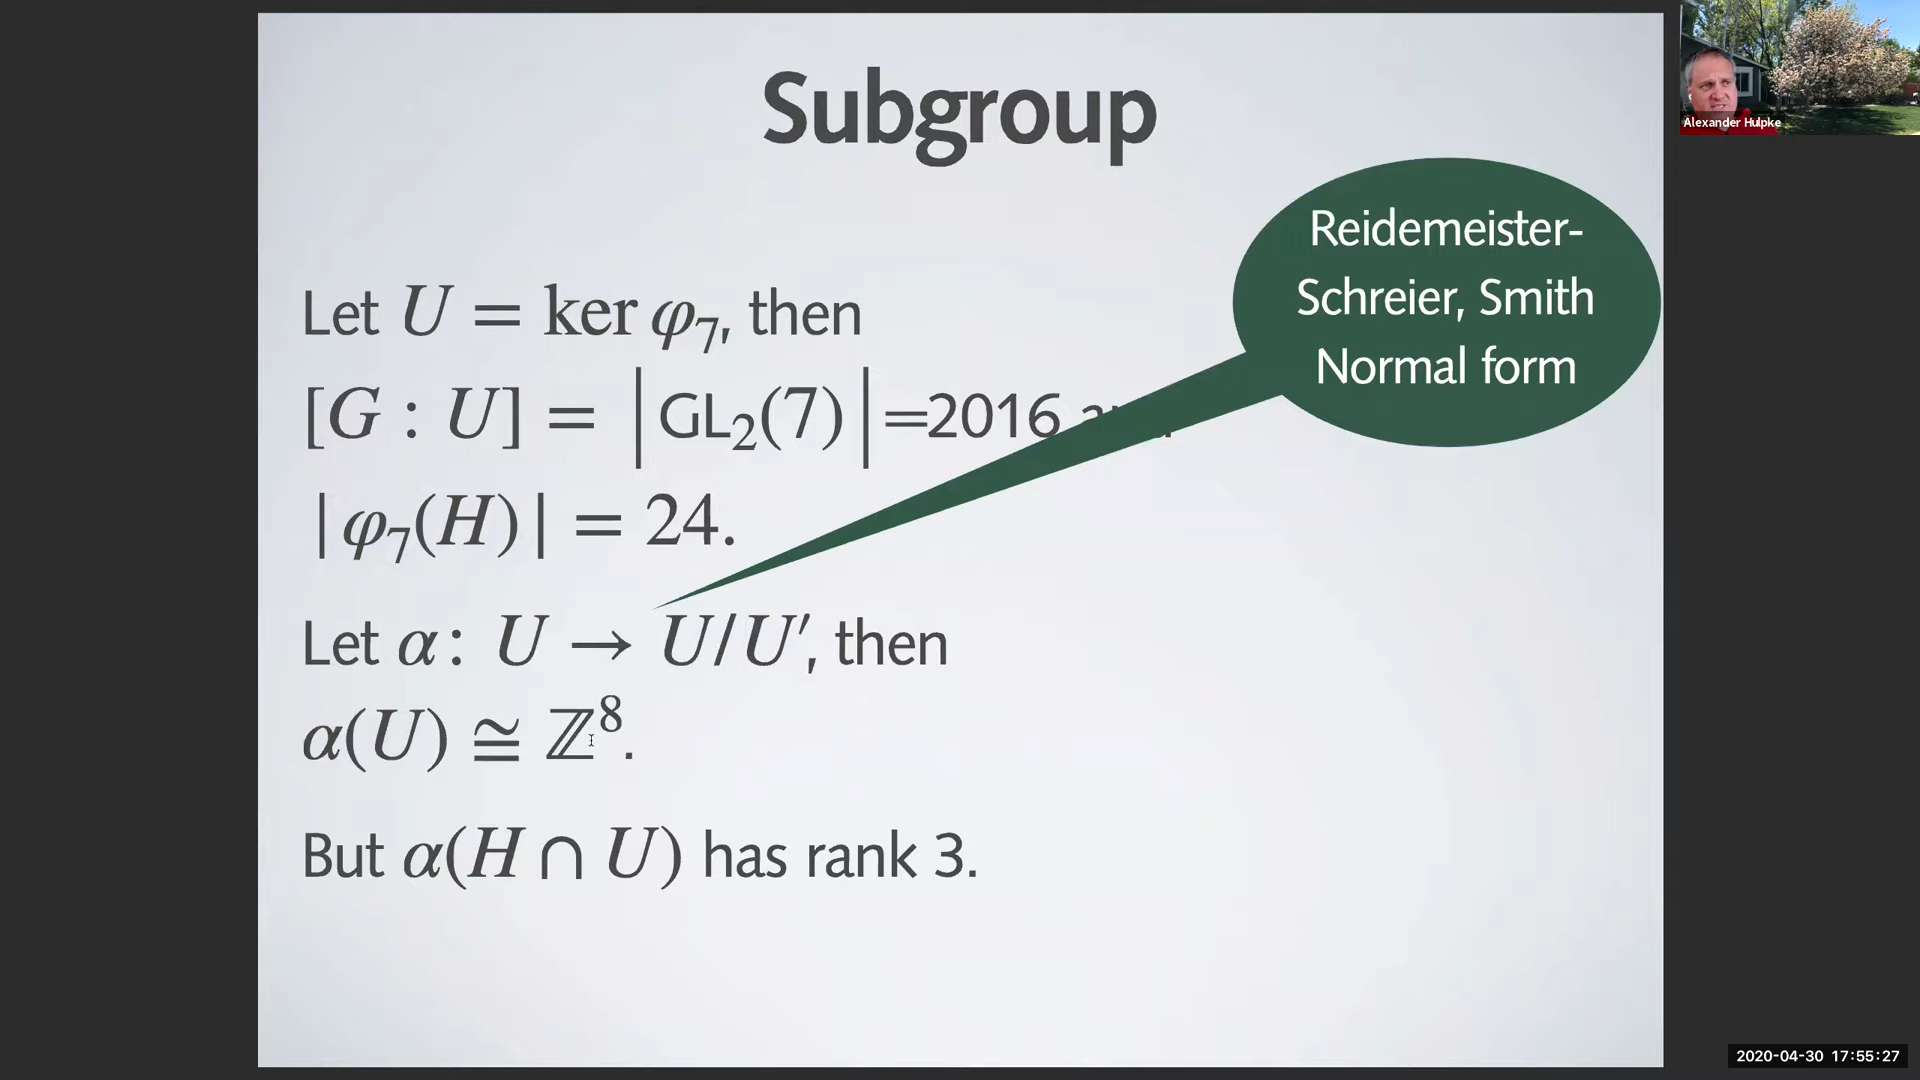 Subgroup
Reidemeister-
Schreier, Smith
Normal form
Let U = ker φ₇, then
[G : U] = |GL₂(7)|=2016
|φ₇(H)| = 24.
Let α: U → U/U′, then
α(U) ≅ ℤ⁸.
But α(H ∩ U) has rank 3.
Alexander Hulpke
2020-04-30 17:55:27